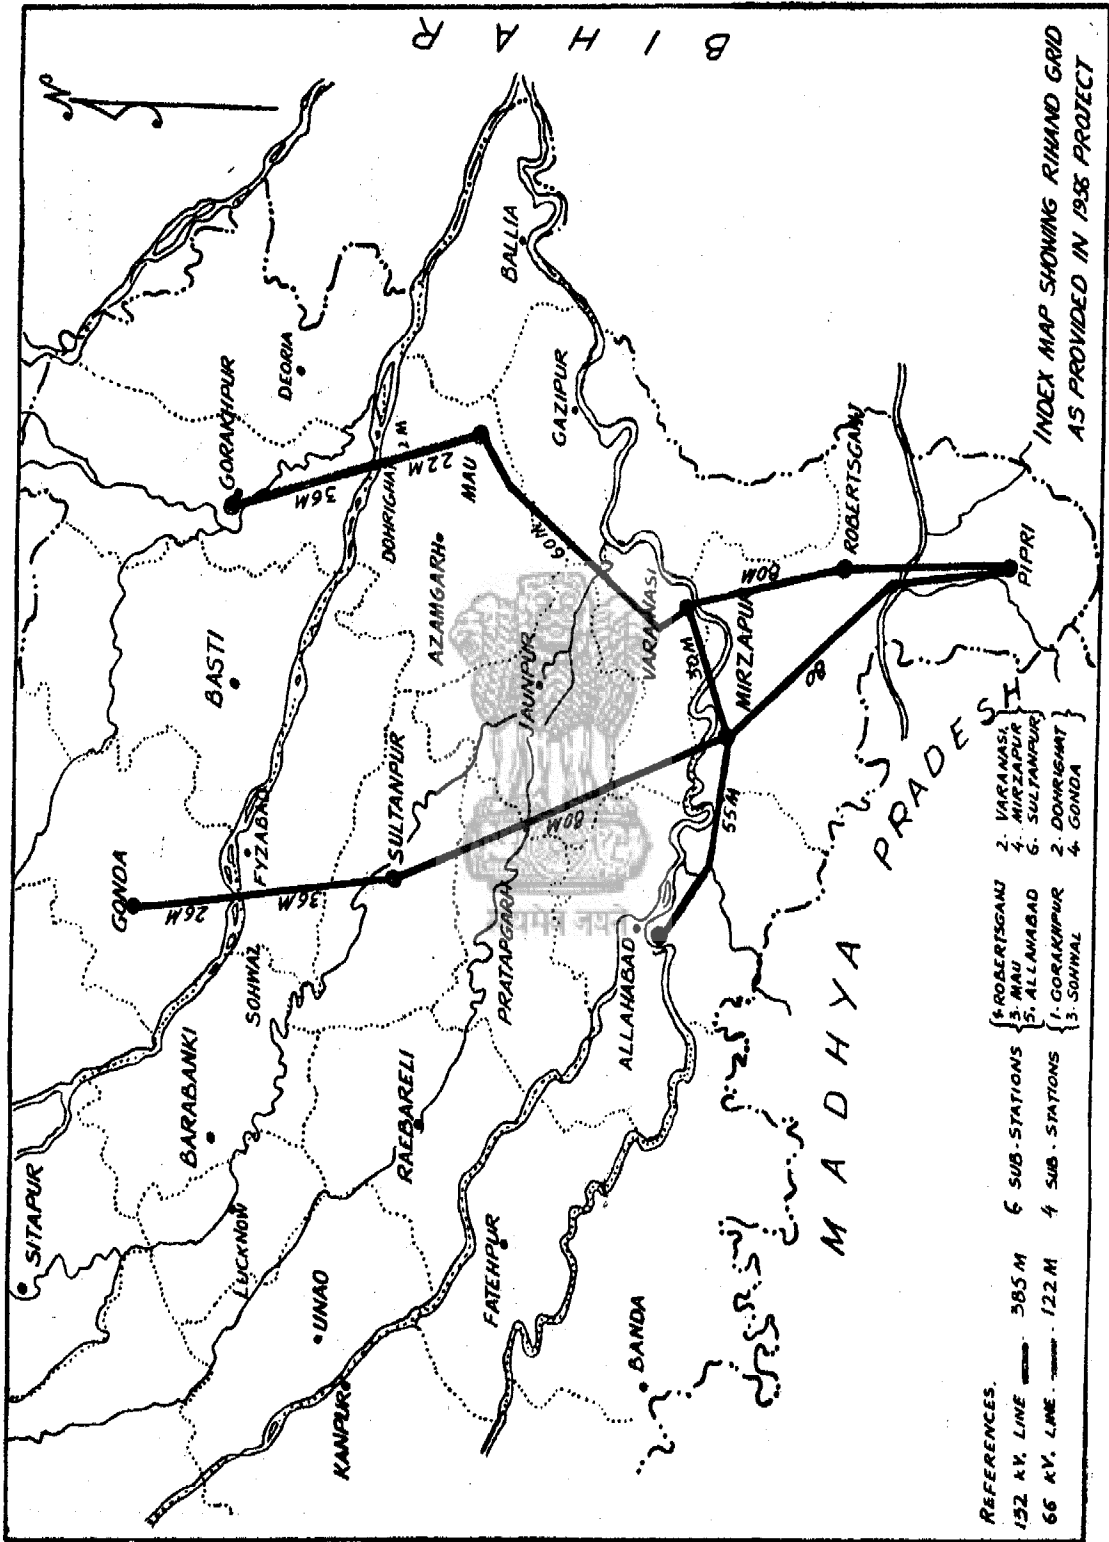 SITAPUR
GONDA
BASTI
GORAKHPUR
DEORIA
BARABANKI
SOHWAL
FYZABAD
LUCKNOW
UNAO
KANPUR
RAEBARELI
SULTANPUR
AZAMGARH
DOHRIGHAT
MAU
BALLIA
GAZIPUR
FATEHPUR
PRATAPGARH
JAUNPUR
BANDA
ALLAHABAD
VARANASI
MIRZAPUR
ROBERTSGANJ
PIPRI
26M
36M
36M
22M
60M
80M
55M
30M
80M
80
N
BIHAR
MADHYA PRADESH
सत्यमेव जयते
REFERENCES.
132 KV. LINE 385 M 6 SUB-STATIONS { 1. ROBERTSGANJ 2. VARANASI
3. MAU 4. MIRZAPUR
5. ALLAHABAD 6. SULTANPUR }
66 KV. LINE 122 M 4 SUB-STATIONS { 1. GORAKHPUR 2. DOHRIGHAT
3. SOHWAL 4. GONDA }
INDEX MAP SHOWING RIHAND GRID
AS PROVIDED IN 1956 PROJECT